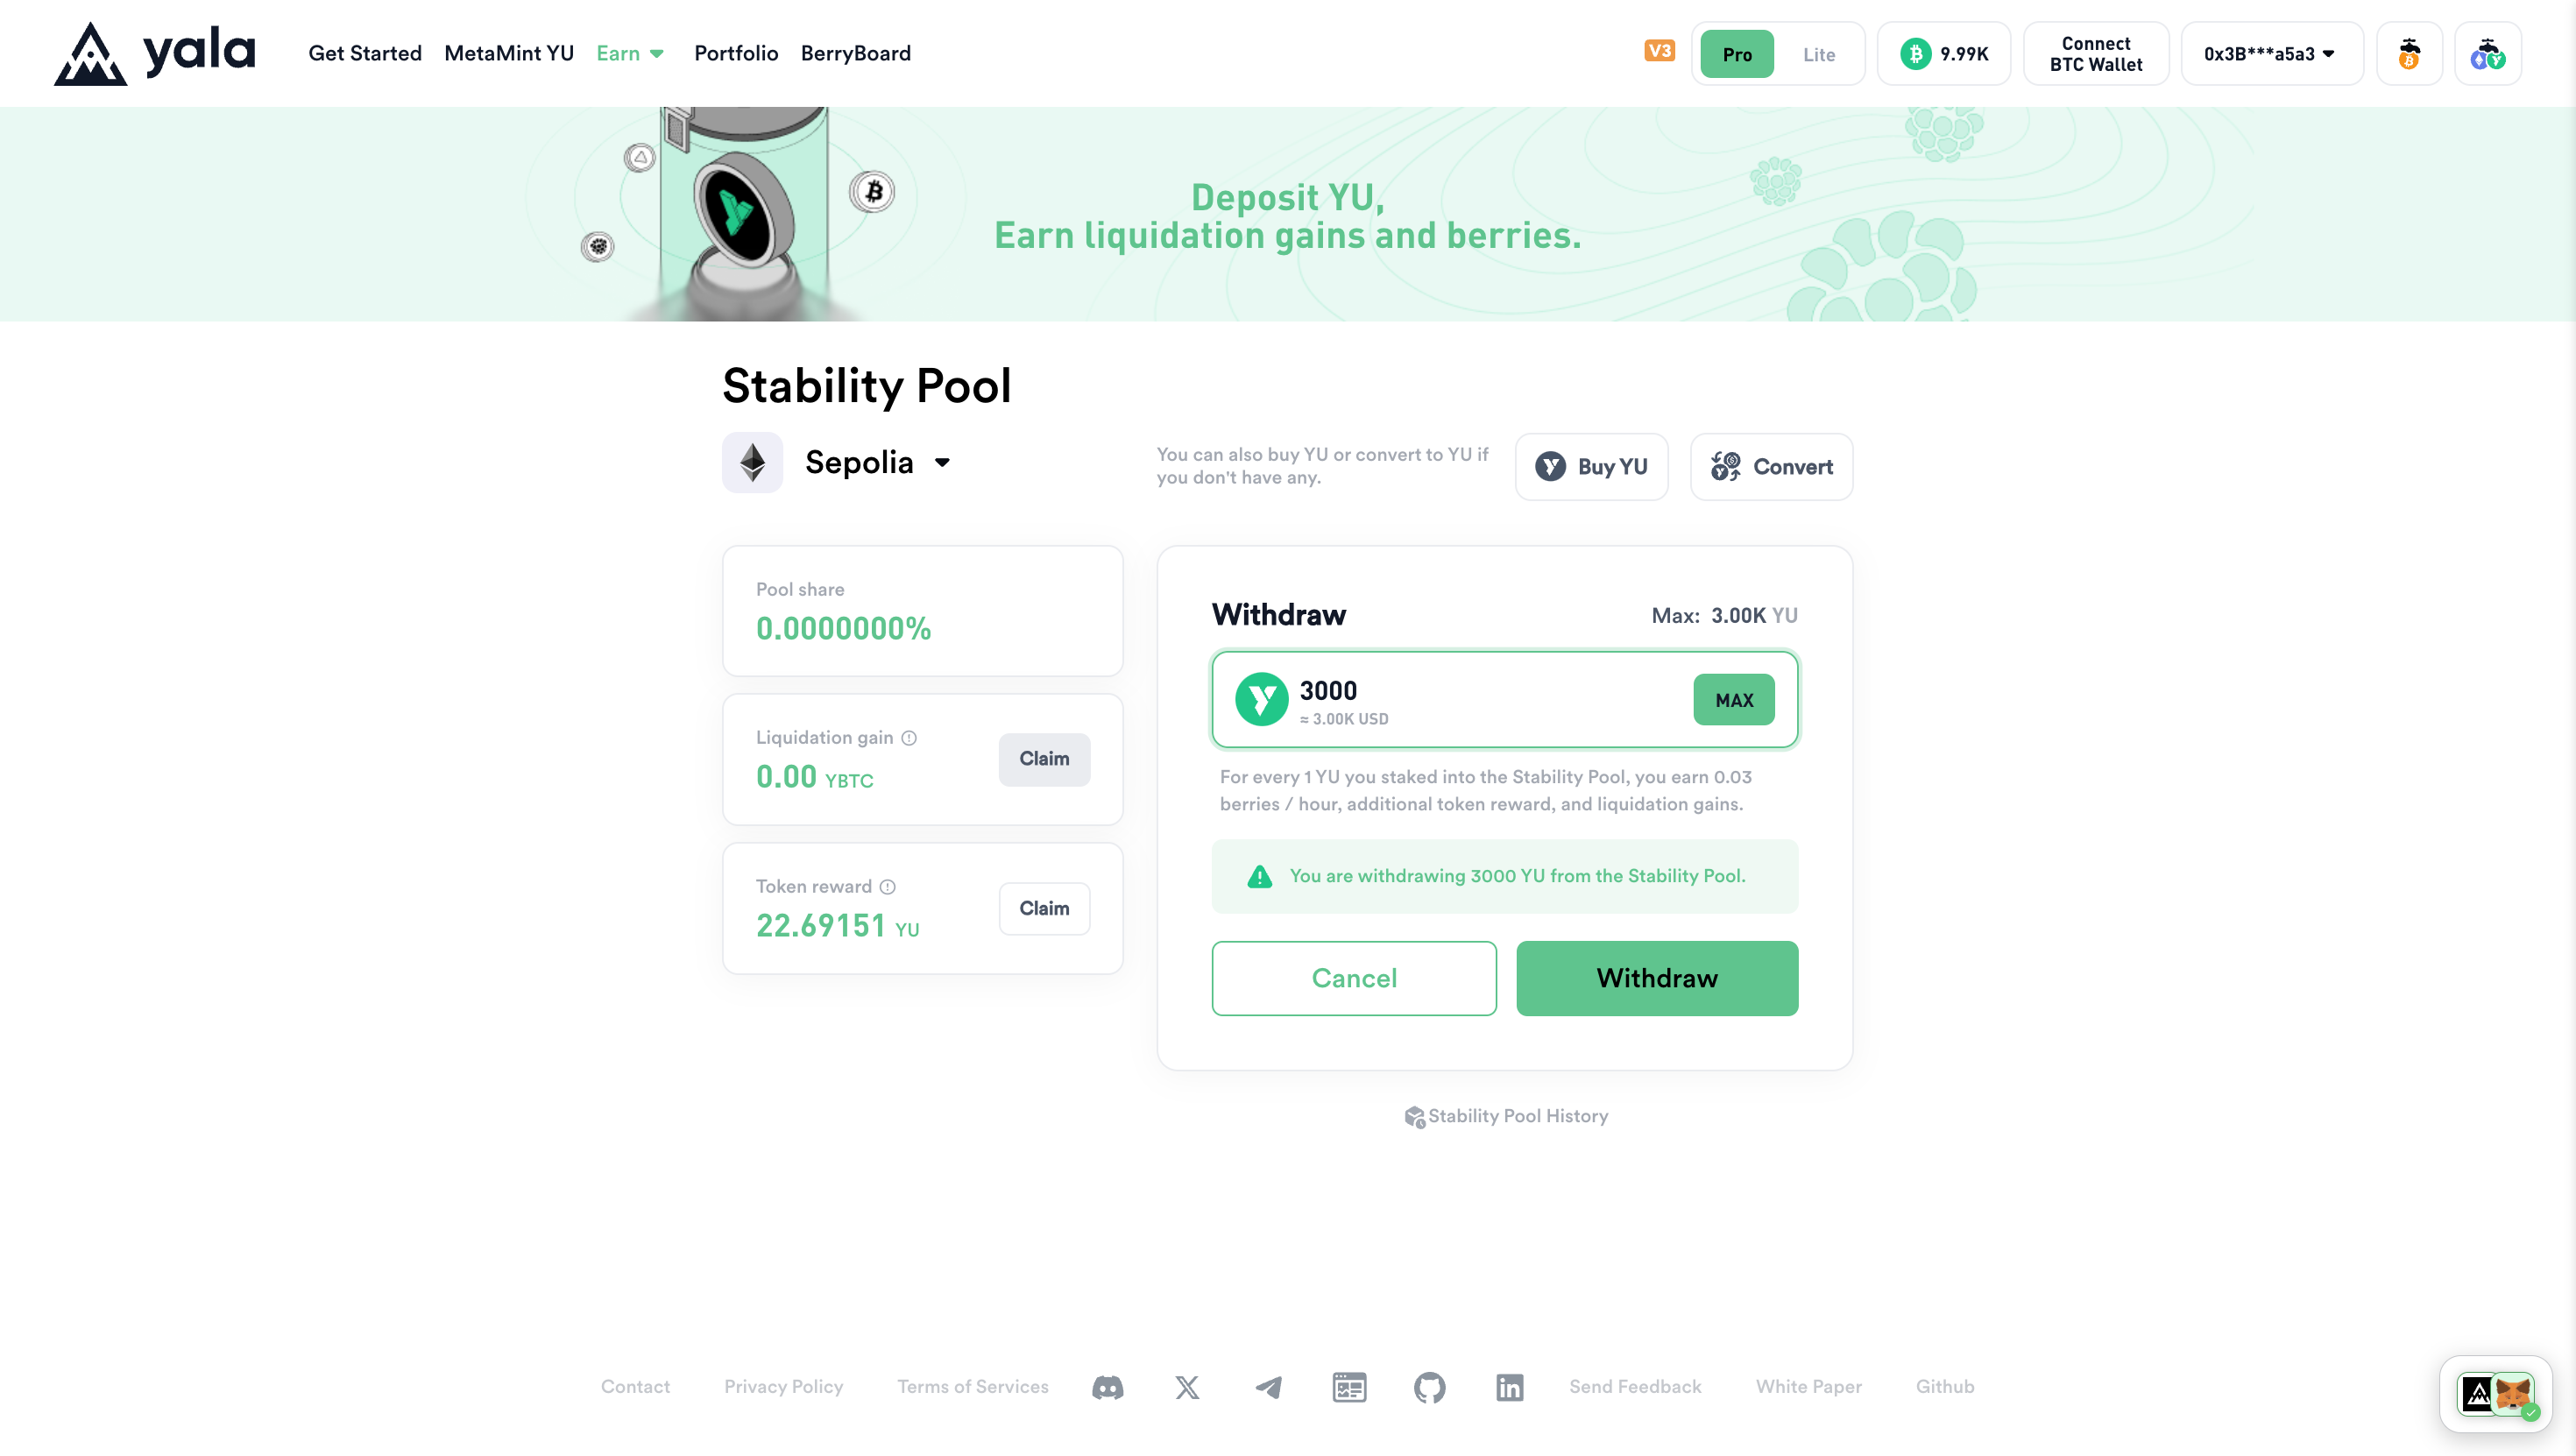 yala
Get Started
MetaMint YU
Earn
Portfolio
BerryBoard
V3
Pro
Lite
9.99K
Connect
BTC Wallet
0x3B***a5a3
Deposit YU,
Earn liquidation gains and berries.
Stability Pool
Sepolia
You can also buy YU or convert to YU if
you don't have any.
Buy YU
Convert
Pool share
0.0000000%
Liquidation gain
0.00 YBTC
Claim
Token reward
22.69151 YU
Claim
Withdraw
Max: 3.00K YU
3000
≈ 3.00K USD
MAX
For every 1 YU you staked into the Stability Pool, you earn 0.03
berries / hour, additional token reward, and liquidation gains.
You are withdrawing 3000 YU from the Stability Pool.
Cancel
Withdraw
Stability Pool History
Contact
Privacy Policy
Terms of Services
Send Feedback
White Paper
Github